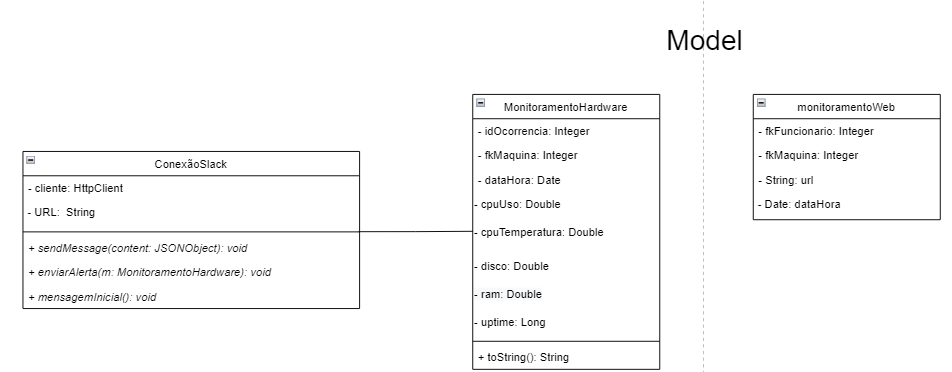 Model
ConexãoSlack
- cliente: HttpClient
- URL: String
+ sendMessage(content: JSONObject): void
+ enviarAlerta(m: MonitoramentoHardware): void
+ mensagemInicial(): void
MonitoramentoHardware
- idOcorrencia: Integer
- fkMaquina: Integer
- dataHora: Date
- cpuUso: Double
- cpuTemperatura: Double
- disco: Double
- ram: Double
- uptime: Long
+ toString(): String
monitoramentoWeb
- fkFuncionario: Integer
- fkMaquina: Integer
- String: url
- Date: dataHora